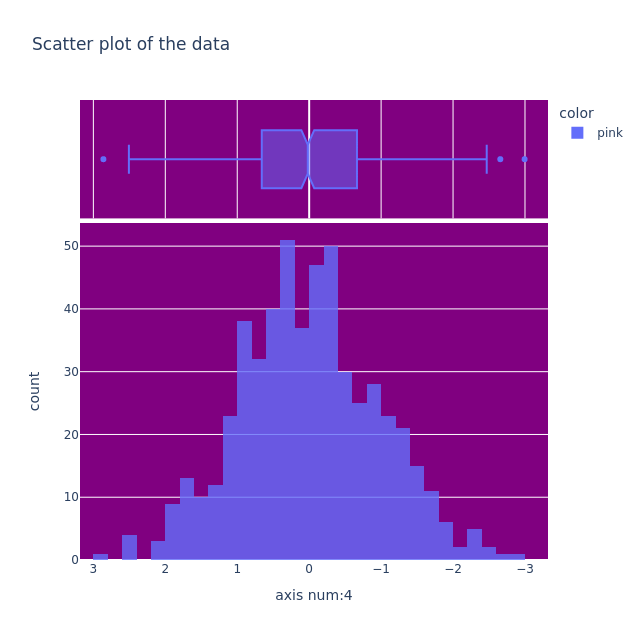 Scatter plot of the data
color
pink
50
40
30
20
10
0
count
3 2 1 0 −1 −2 −3
axis num:4